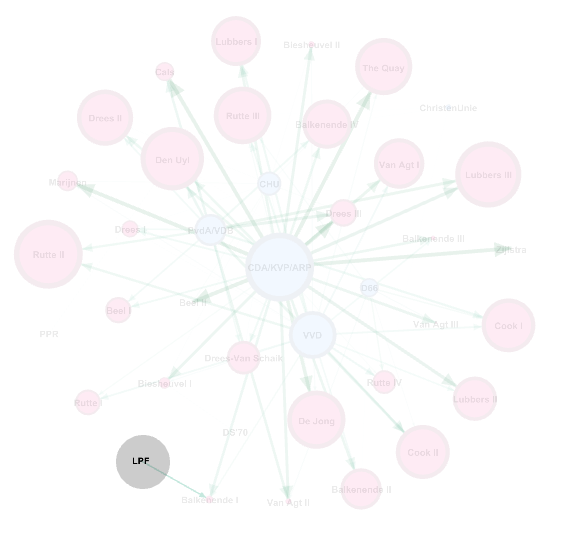 Lubbers I
Biesheuvel II
The Quay
Cals
ChristenUnie
Drees II
Rutte III
Balkenende IV
Den Uyl
Van Agt I
Lubbers III
CHU
Marijnen
Drees III
Drees I
PvdA/VDB
Balkenende III
Zijlstra
Rutte II
CDA/KVP/ARP
D66
Beel II
Beel I
Van Agt III
Cook I
PPR
VVD
Drees-Van Schaik
Biesheuvel I
Rutte IV
Rutte
Lubbers II
De Jong
DS'70
Cook II
LPF
Balkenende II
Balkenende I
Van Agt II